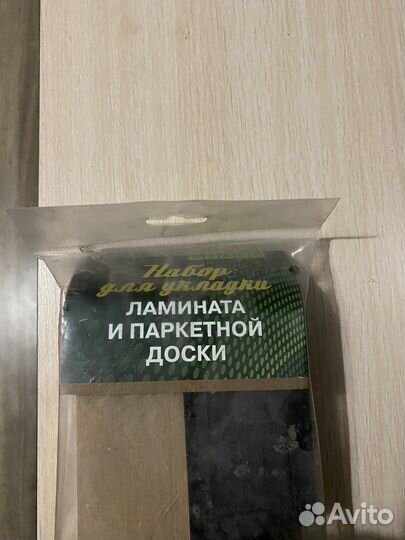 Набор
для укладки
ЛАМИНАТА
И ПАРКЕТНОЙ
ДОСКИ
Avito